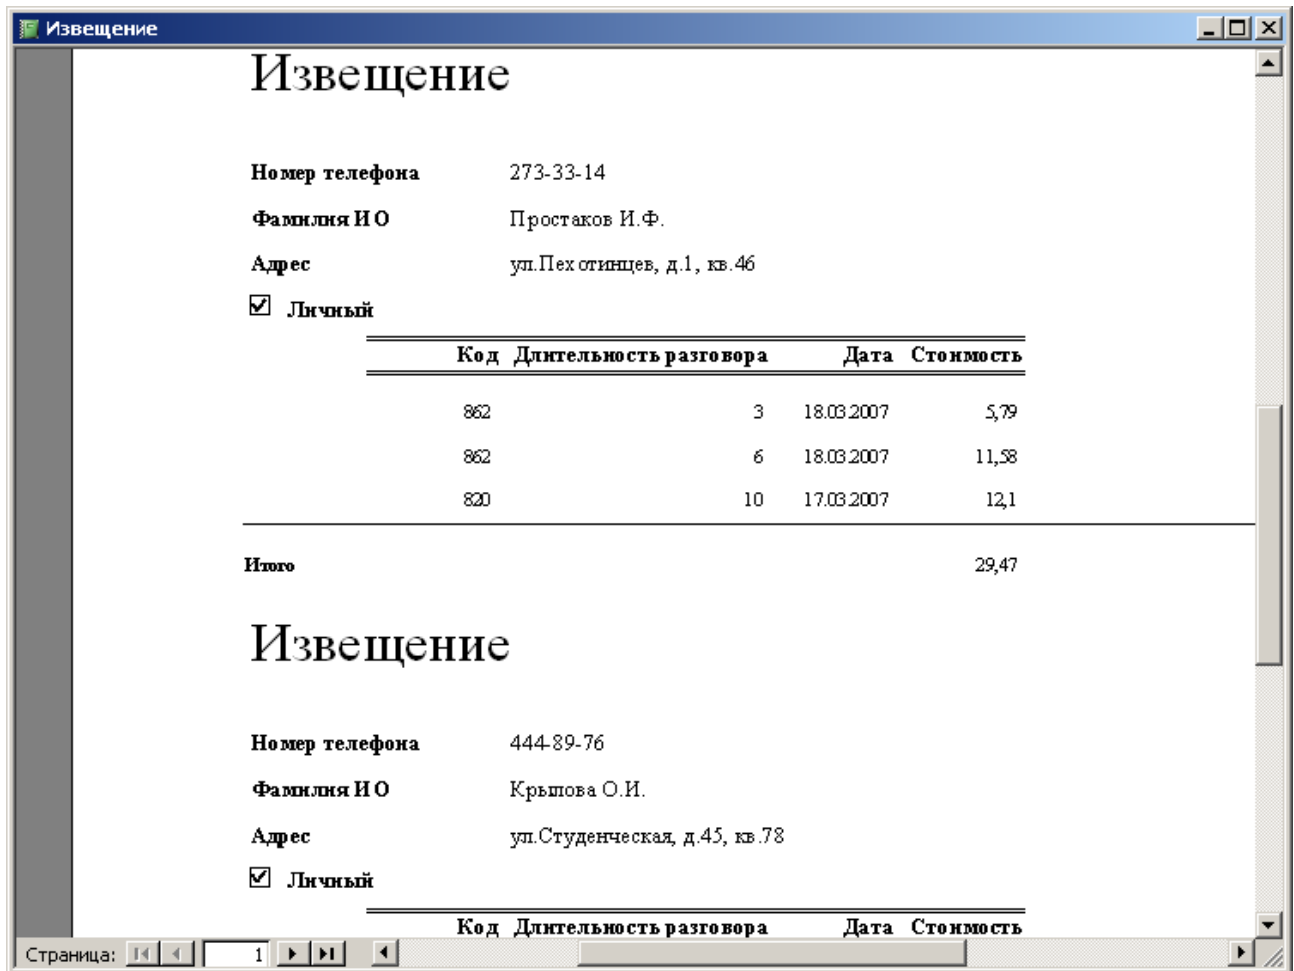 Извещение
Извещение
Номер телефона 273-33-14
Фамилия И О Простаков И.Ф.
Адрес ул.Пехотинцев, д.1, кв.46
Личный
Код Длительность разговора Дата Стоимость
862 3 18.03.2007 5,79
862 6 18.03.2007 11,58
820 10 17.03.2007 12,1
Итого 29,47
Извещение
Номер телефона 444-89-76
Фамилия И О Крылова О.И.
Адрес ул.Студенческая, д.45, кв.78
Личный
Код Длительность разговора Дата Стоимость
Страница: 1